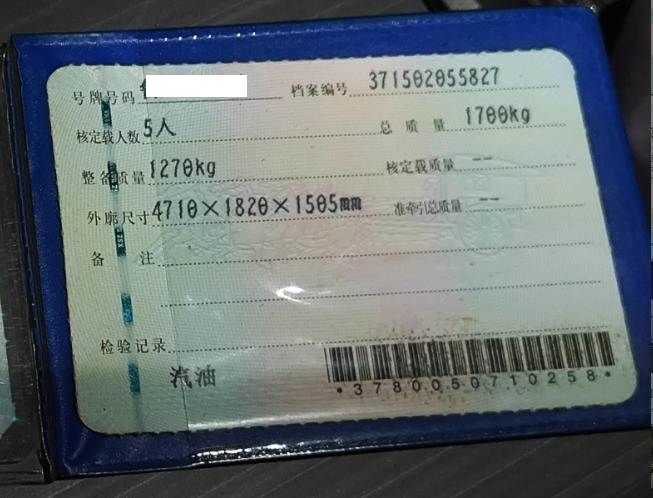 号牌号码 档案编号 371502055827
核定载人数 5人 总质量 1700kg
整备质量 1270kg 核定载质量 --
外廓尺寸 4710×1820×1505mm 准牵引总质量 --
备注
检验记录
汽油
*3780050710258*